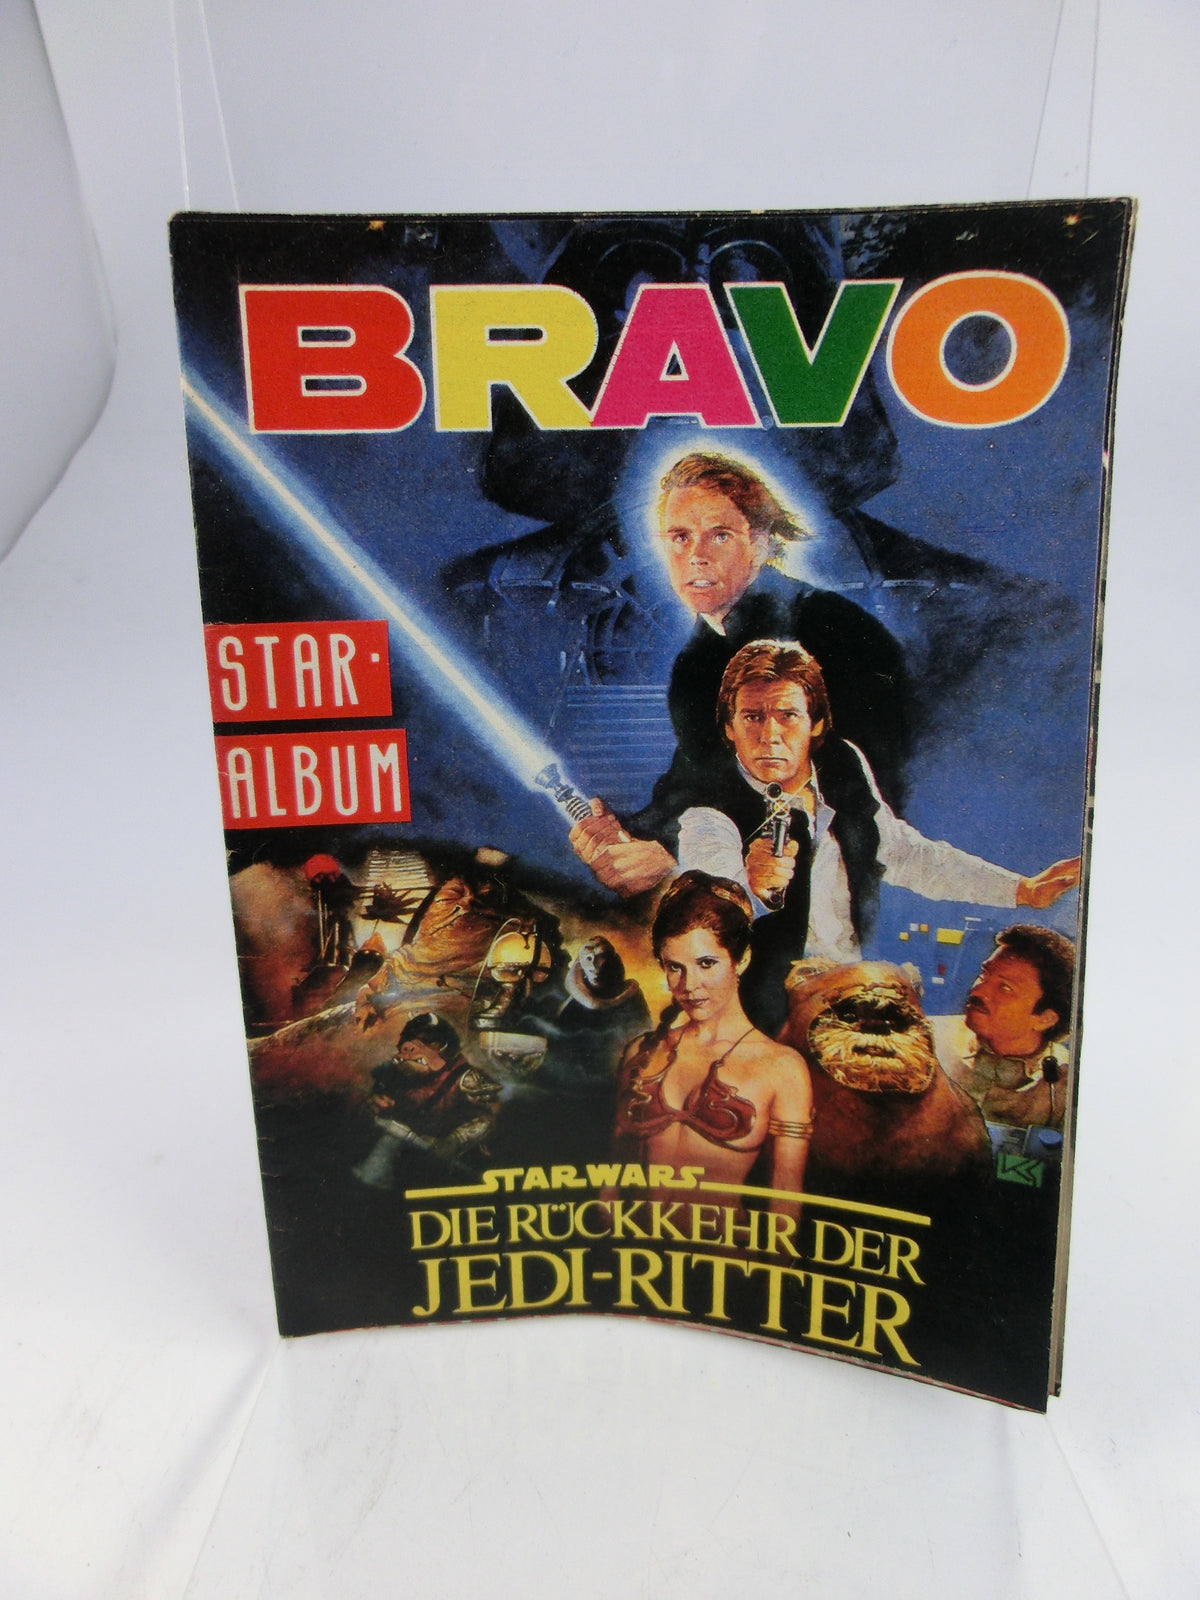 BRAVO
STAR·
ALBUM
STAR WARS
DIE RÜCKKEHR DER
JEDI-RITTER